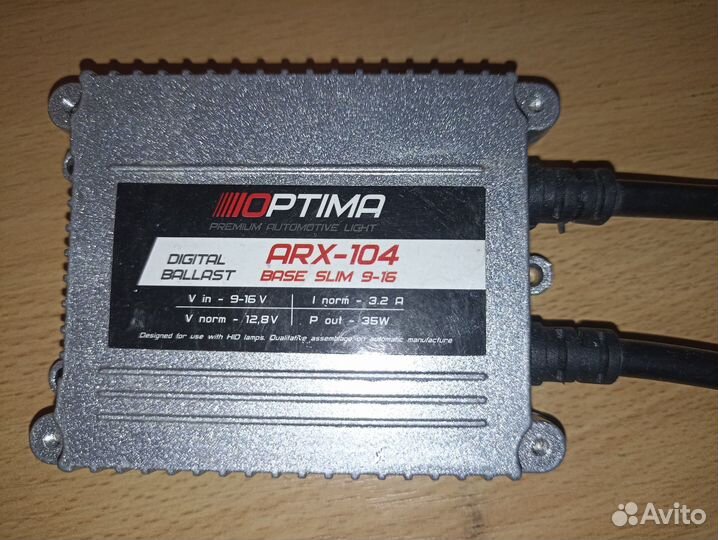 OPTIMA
PREMIUM AUTOMOTIVE LIGHT
DIGITAL BALLAST
ARX-104
BASE SLIM 9-16
V in - 9-16 V
I norm - 3.2 A
V norm - 12,8V
P out - 35W
Designed for use with HID lamps. Qualitative assemblage on automatic manufacture
Avito